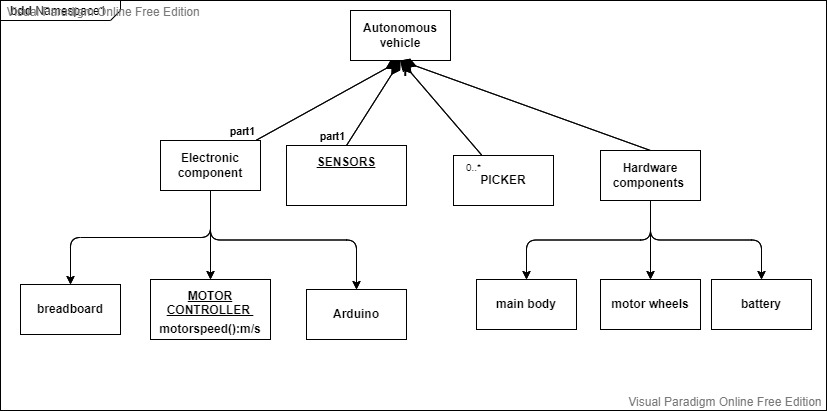 bdd Namespace1
Visual Paradigm Online Free Edition
Autonomous
vehicle
part1
part1
Electronic
component
SENSORS
0..*
PICKER
Hardware
components
breadboard
MOTOR
CONTROLLER
motorspeed():m/s
Arduino
main body
motor wheels
battery
Visual Paradigm Online Free Edition